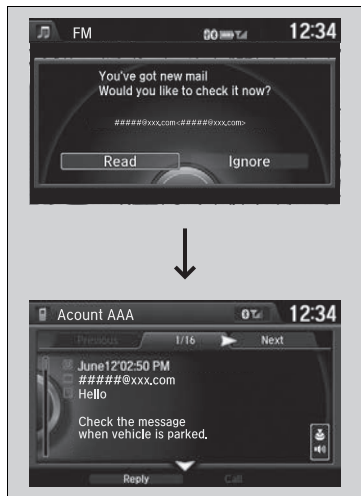 FM 12:34
You've got new mail
Would you like to check it now?
#####@xxx.com<#####@xxx.com>
Read Ignore
Acount AAA 12:34
Previous 1/16 Next
June12'02:50 PM
#####@xxx.com
Hello
Check the message
when vehicle is parked.
Reply Call